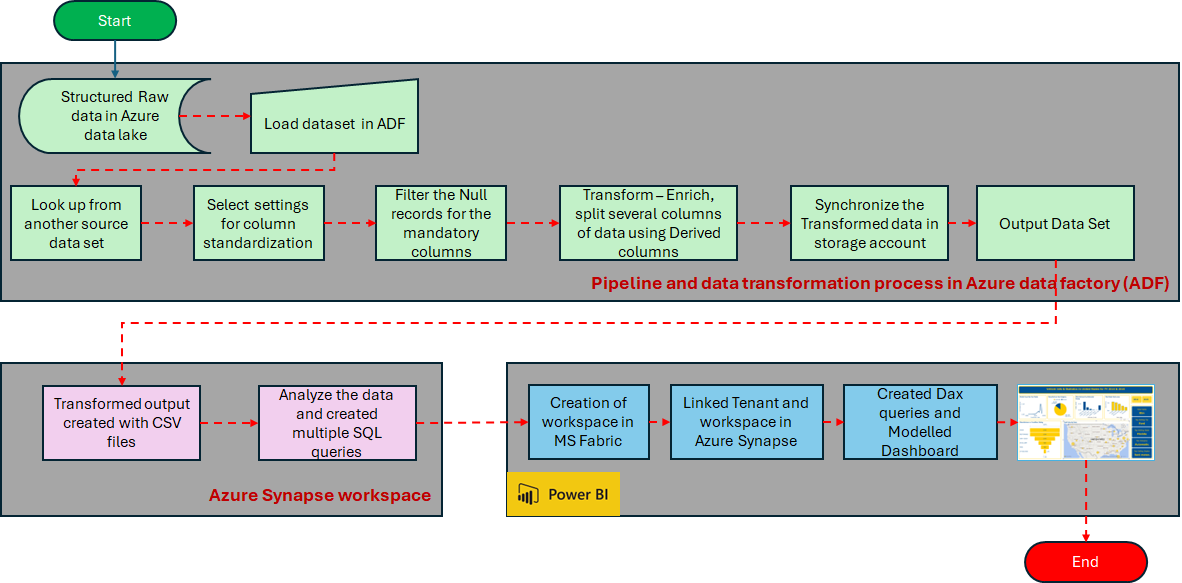 Start
Structured Raw
data in Azure
data lake
Load dataset in ADF
Look up from
another source
data set
Select settings
for column
standardization
Filter the Null
records for the
mandatory
columns
Transform – Enrich,
split several columns
of data using Derived
columns
Synchronize the
Transformed data in
storage account
Output Data Set
Pipeline and data transformation process in Azure data factory (ADF)
Transformed output
created with CSV
files
Analyze the data
and created
multiple SQL
queries
Azure Synapse workspace
Creation of
workspace in
MS Fabric
Linked Tenant and
workspace in
Azure Synapse
Created Dax
queries and
Modelled
Dashboard
Power BI
End